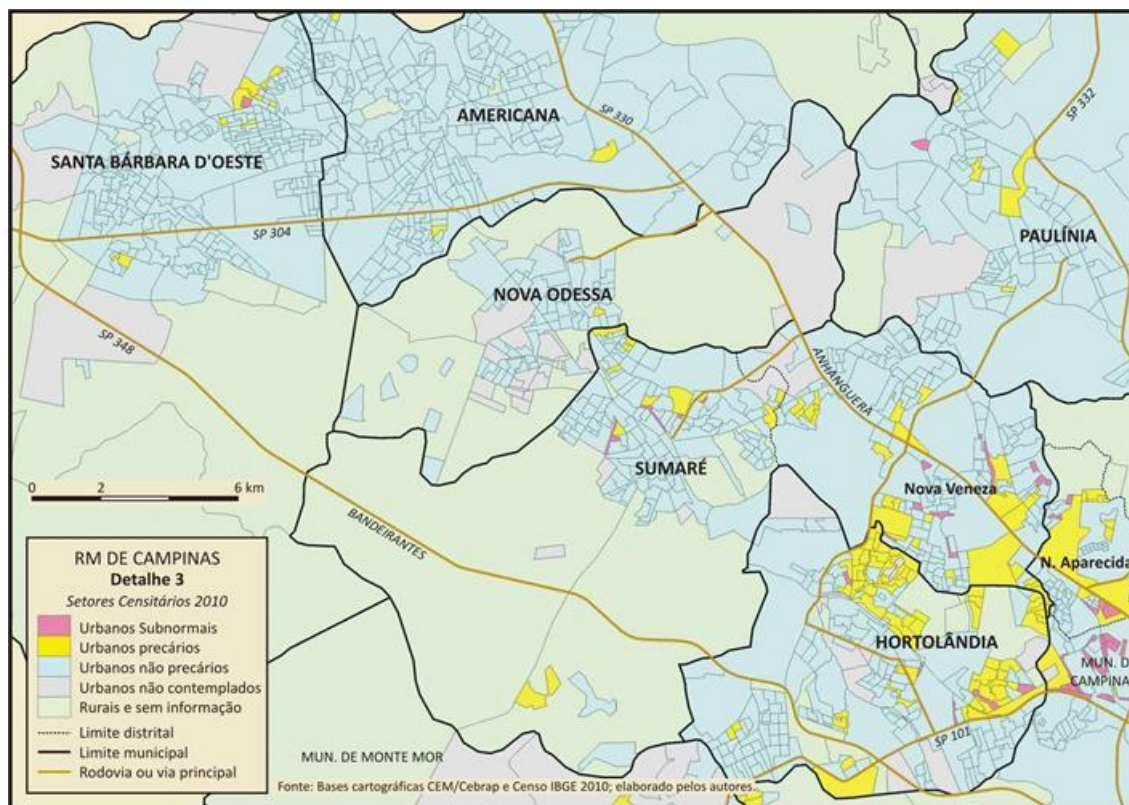 AMERICANA
SP 330
SP 332
SANTA BÁRBARA D'OESTE
SP 304
PAULÍNIA
NOVA ODESSA
SP 348
ANHANGUERA
SUMARÉ
Nova Veneza
0 2 6 km
BANDEIRANTES
N. Aparecida
HORTOLÂNDIA
MUN. D
CAMPINA
SP 101
MUN. DE MONTE MOR
RM DE CAMPINAS
Detalhe 3
Setores Censitários 2010
Urbanos Subnormais
Urbanos precários
Urbanos não precários
Urbanos não contemplados
Rurais e sem informação
Limite distrital
Limite municipal
Rodovia ou via principal
Fonte: Bases cartográficas CEM/Cebrap e Censo IBGE 2010; elaborado pelos autores.